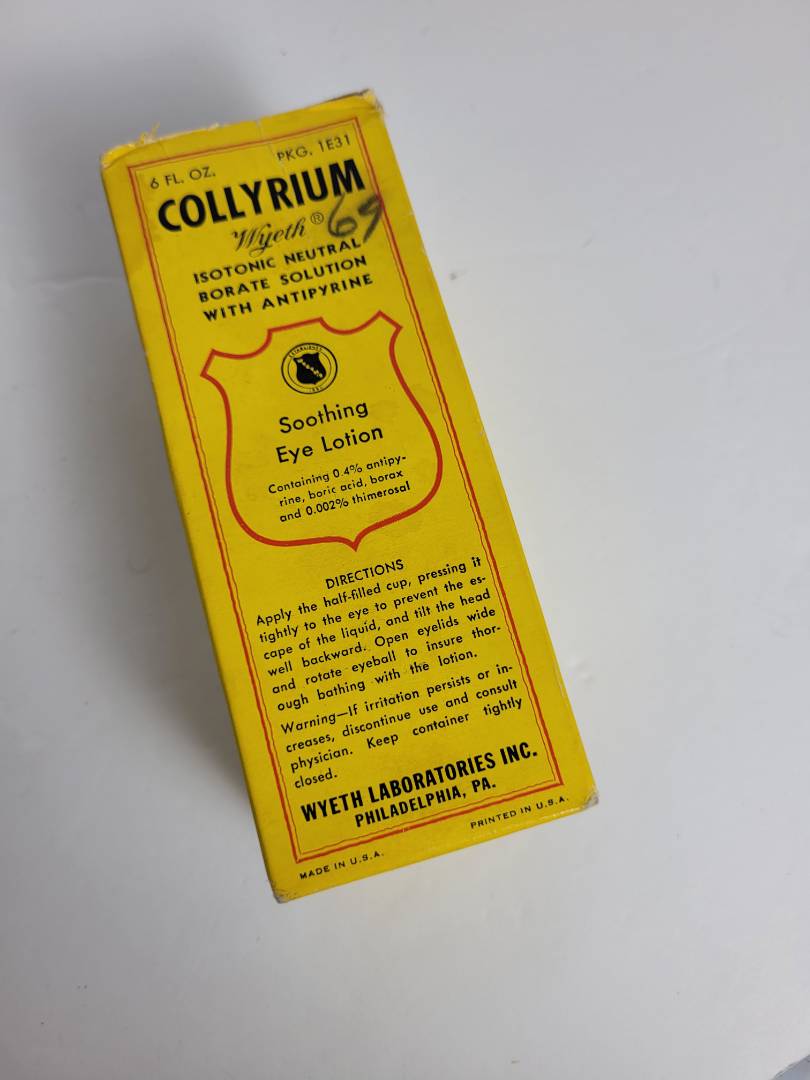 6 FL. OZ. PKG. 1E31
COLLYRIUM
Wyeth®
69
ISOTONIC NEUTRAL
BORATE SOLUTION
WITH ANTIPYRINE
ESTABLISHED
Soothing
Eye Lotion
Containing 0.4% antipy-
rine, boric acid, borax
and 0.002% thimerosal
DIRECTIONS
Apply the half-filled cup, pressing it
tightly to the eye to prevent the es-
cape of the liquid, and tilt the head
well backward. Open eyelids wide
and rotate eyeball to insure thor-
ough bathing with the lotion.
Warning—If irritation persists or in-
creases, discontinue use and consult
physician. Keep container tightly
closed.
WYETH LABORATORIES INC.
PHILADELPHIA, PA.
MADE IN U.S.A. PRINTED IN U.S.A.